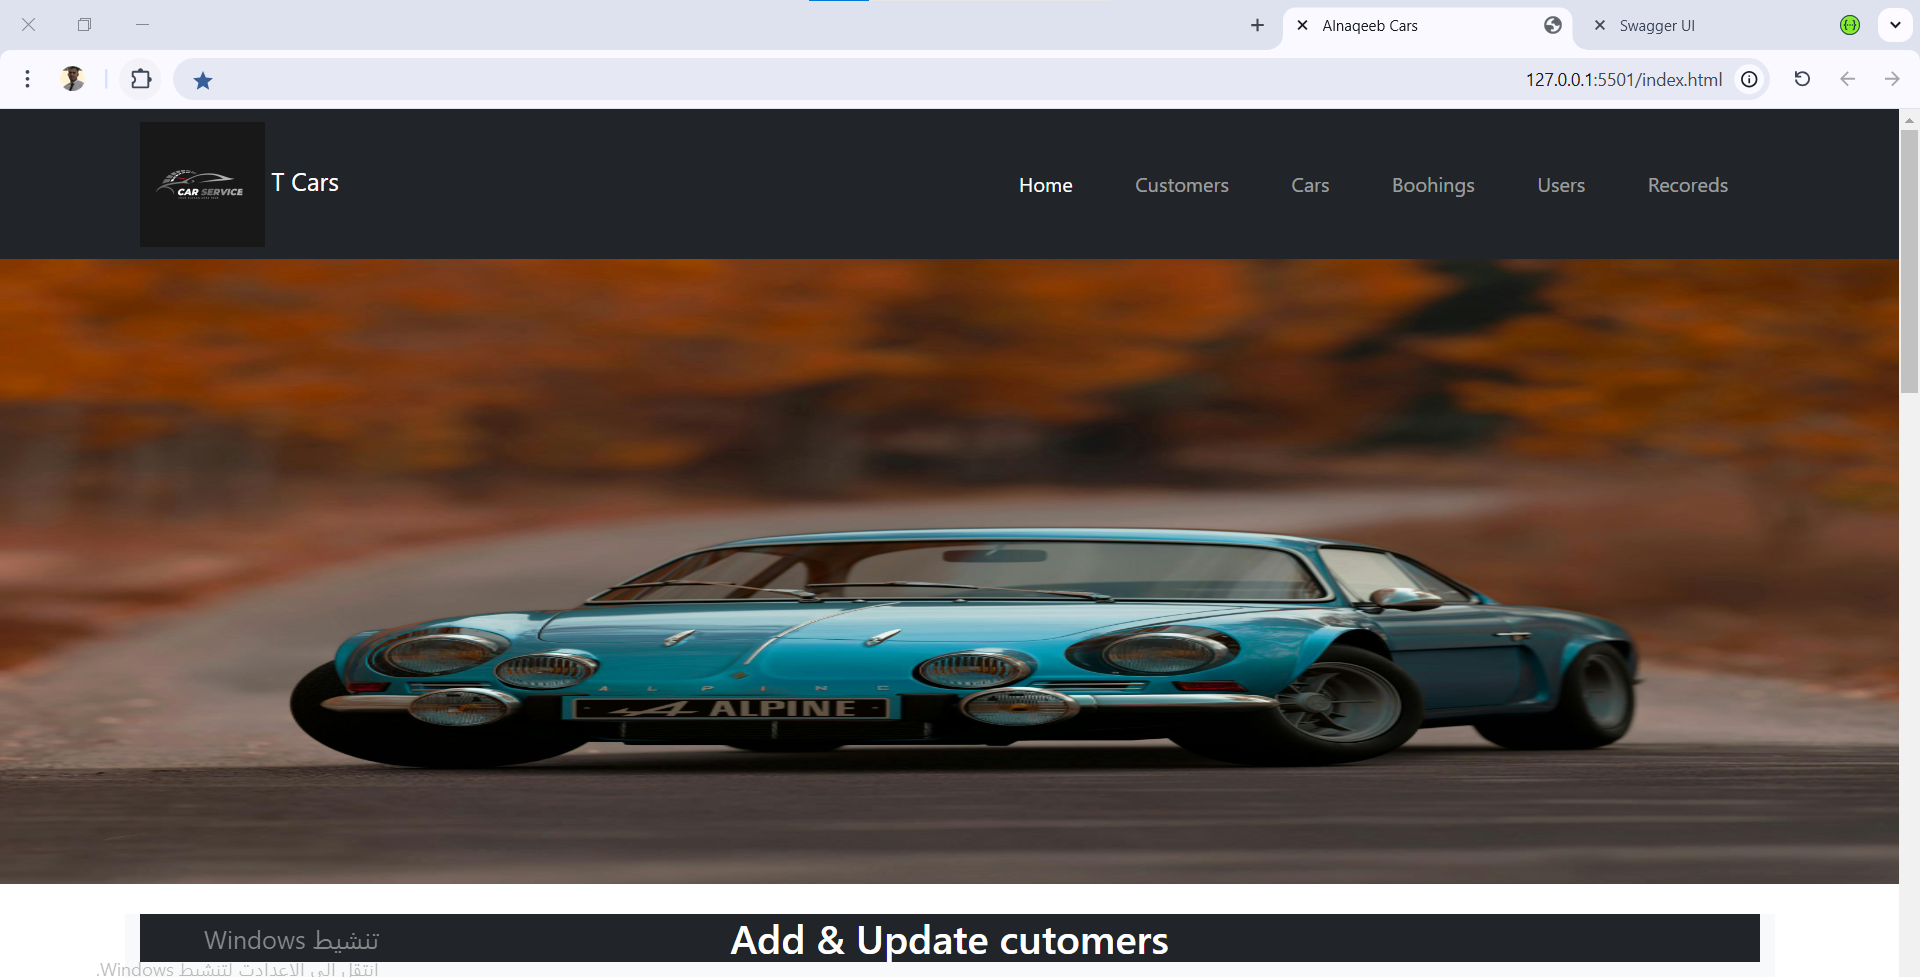 Alnaqeeb Cars
Swagger UI
127.0.0.1:5501/index.html
CAR SERVICE
T Cars
Home
Customers
Cars
Boohings
Users
Recoreds
A L P I N E
ALPINE
Add & Update cutomers
تنشيط Windows
انتقل إلى الإعدادات لتنشيط Windows.